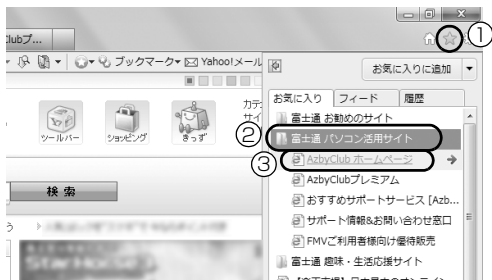 Clubプ...
ブックマーク Yahoo!メール
お気に入りに追加
お気に入り フィード 履歴
カテ
サイ
富士通 お勧めのサイト
② 富士通 パソコン活用サイト
③ AzbyClub ホームページ
AzbyClubプレミアム
おすすめサポートサービス [Azb...
サポート情報&お問い合わせ窓口
FMVご利用者様向け優待販売
富士通 趣味・生活応援サイト
①
ツールバー ショッピング きっず
検索
う